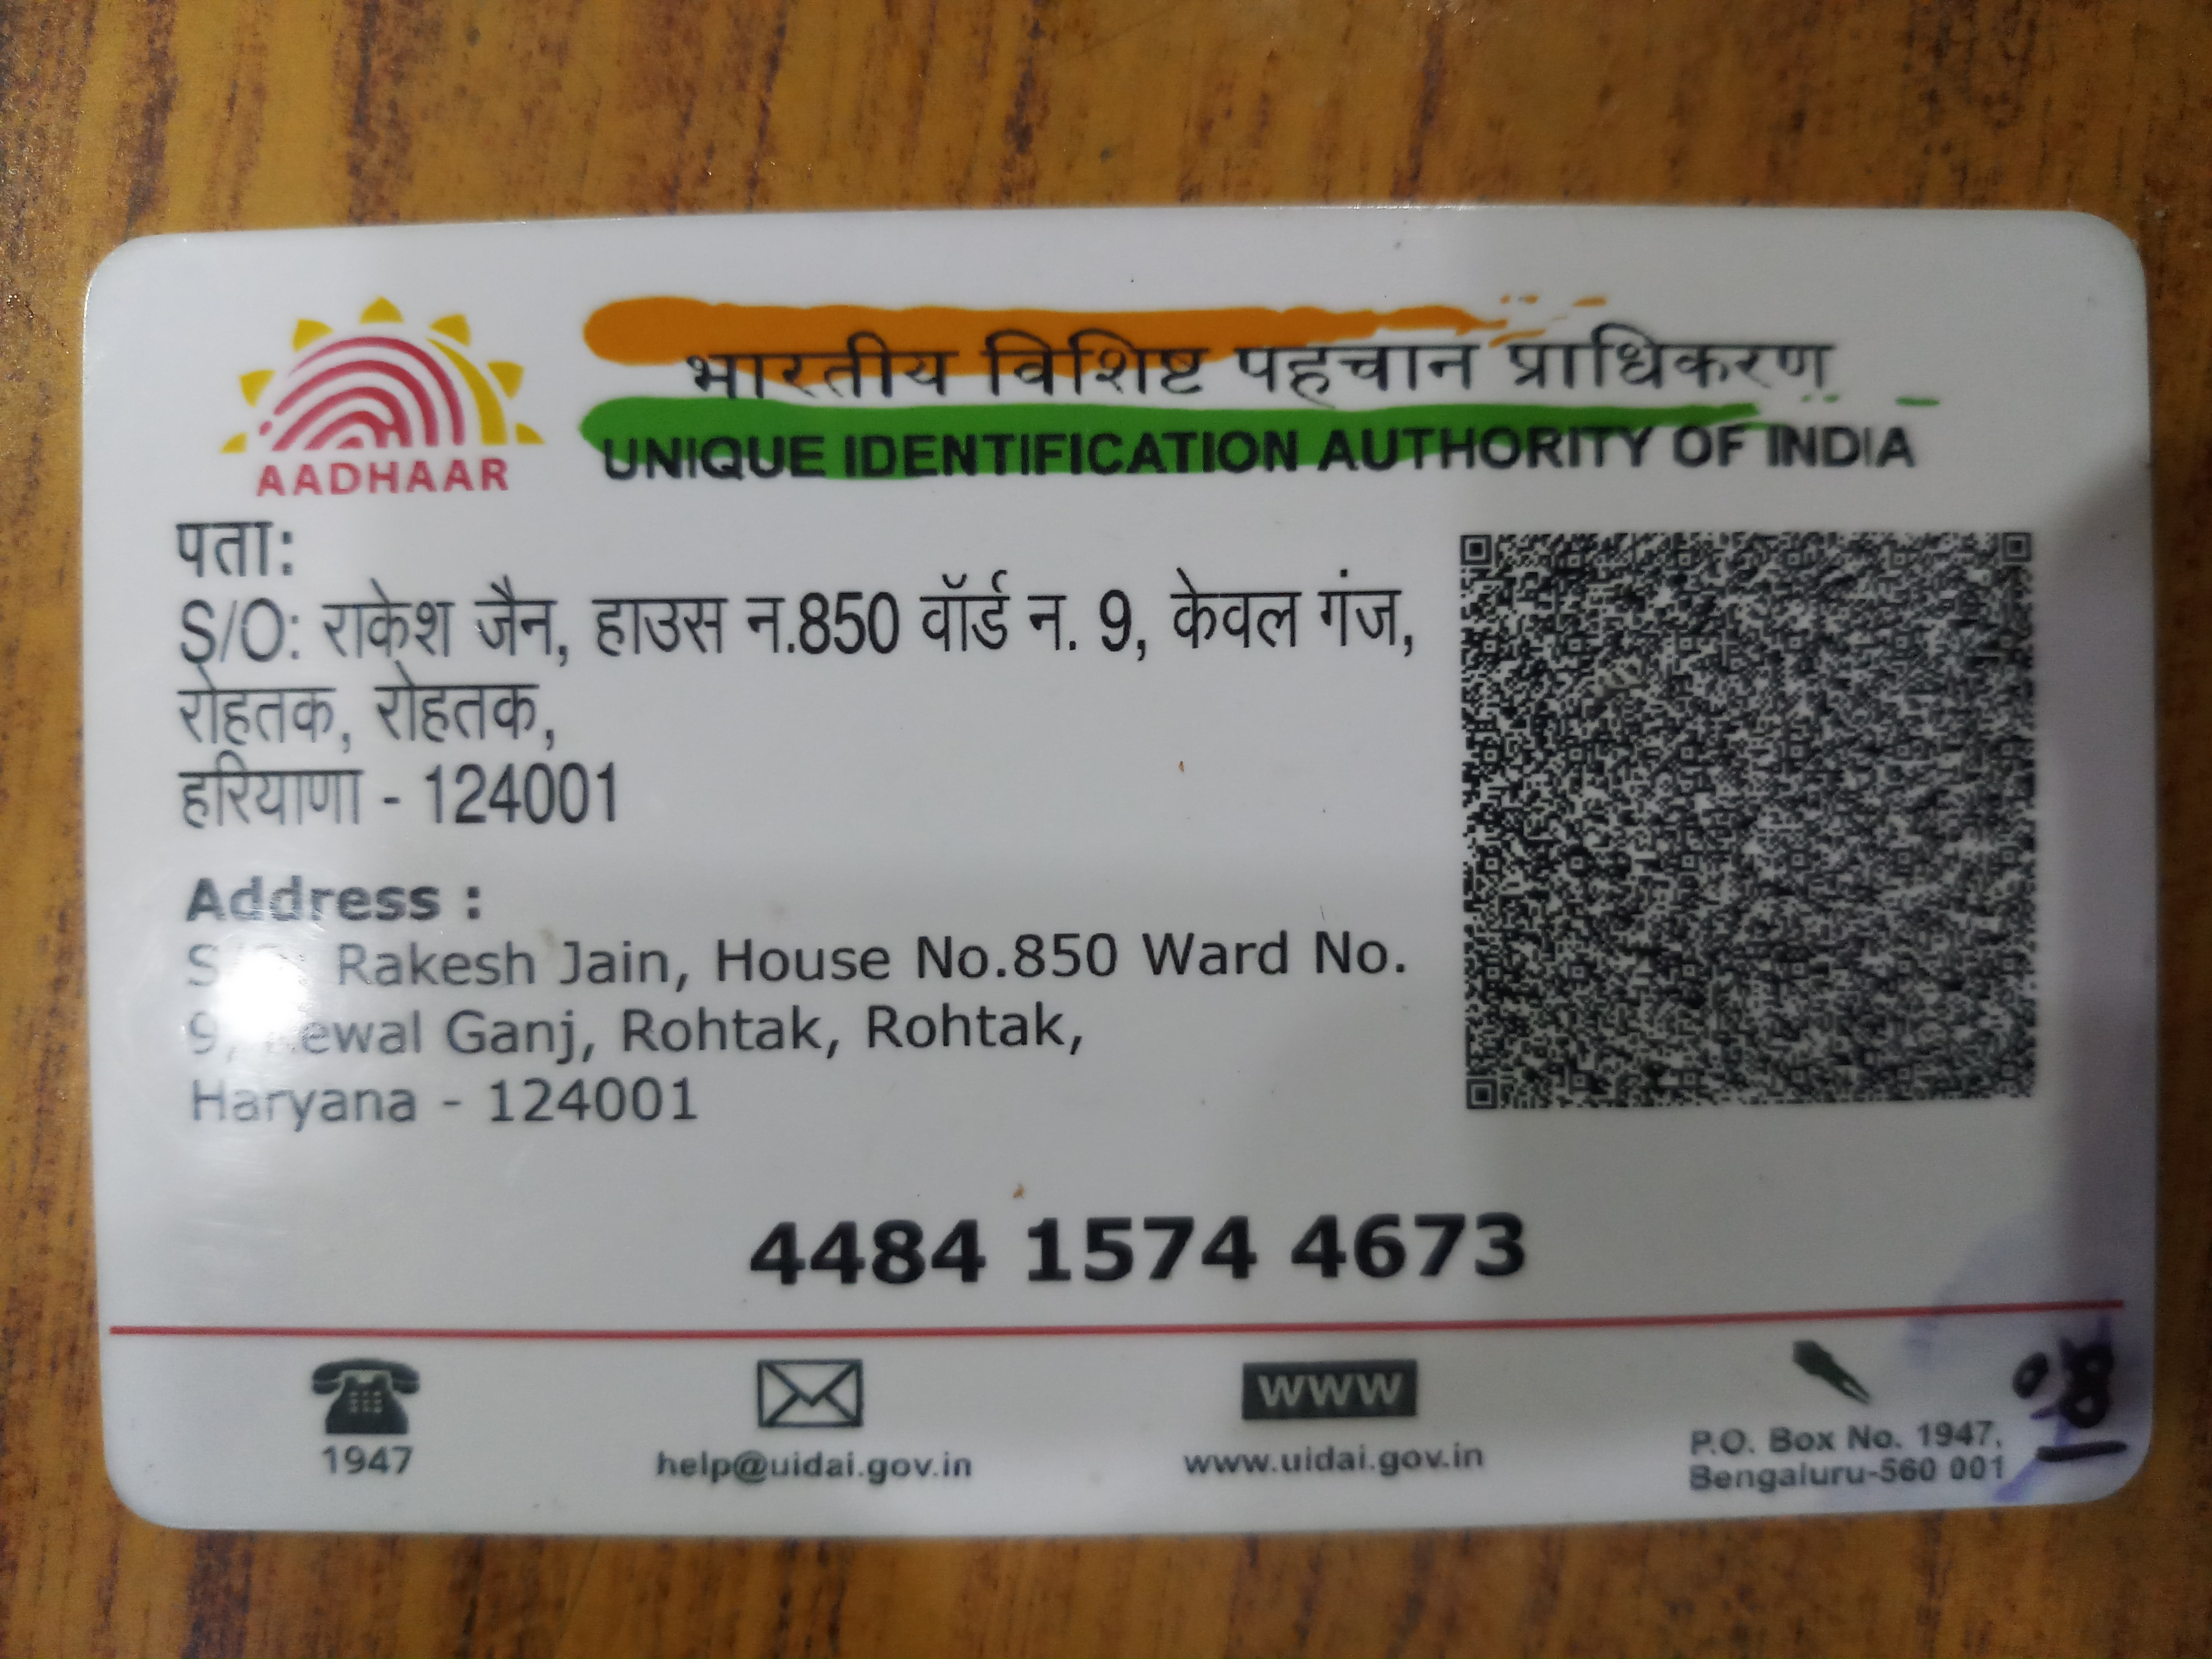 भारतीय विशिष्ट पहचान प्राधिकरण
UNIQUE IDENTIFICATION AUTHORITY OF INDIA
AADHAAR
पता:
S/O: राकेश जैन, हाउस न.850 वॉर्ड न. 9, केवल गंज,
रोहतक, रोहतक,
हरियाणा - 124001
Address :
Rakesh Jain, House No.850 Ward No.
9, Ganj, Rohtak, Rohtak,
Haryana - 124001
4484 1574 4673
1947
help@uidai.gov.in
WWW
www.uidai.gov.in
P.O. Box No. 1947,
Bengaluru-560 001